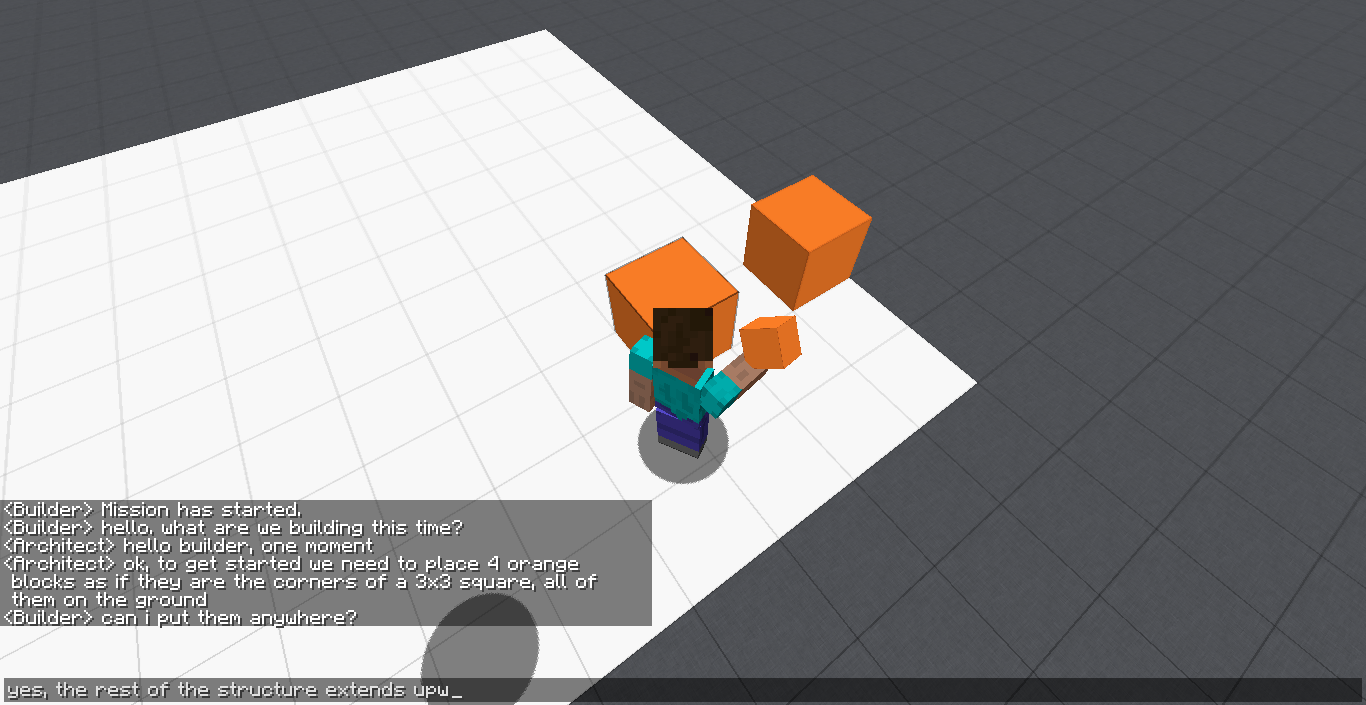 <Builder> Mission has started.
<Builder> hello, what are we building this time?
<Architect> hello builder, one moment
<Architect> ok, to get started we need to place 4 orange
blocks as if they are the corners of a 3x3 square, all of
them on the ground
<Builder> can i put them anywhere?
yes, the rest of the structure extends upw_